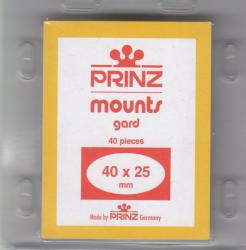 PRINZ
mounts
gard
40 pieces
40 x 25
mm
Made by PRINZ Germany